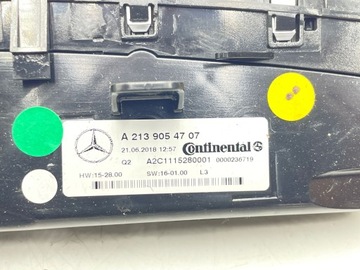 A 213 905 47 07
21.06.2018 12:57 Continental
Q2 A2C1115280001 0000236719
HW:15-28.00 SW:16-01.00 L3